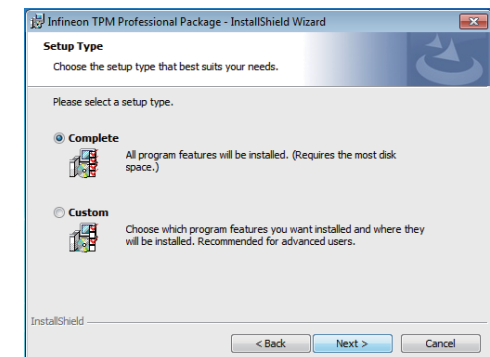 Infineon TPM Professional Package - InstallShield Wizard
Setup Type
Choose the setup type that best suits your needs.
Please select a setup type.
Complete
All program features will be installed. (Requires the most disk
space.)
Custom
Choose which program features you want installed and where they
will be installed. Recommended for advanced users.
InstallShield
< Back
Next >
Cancel